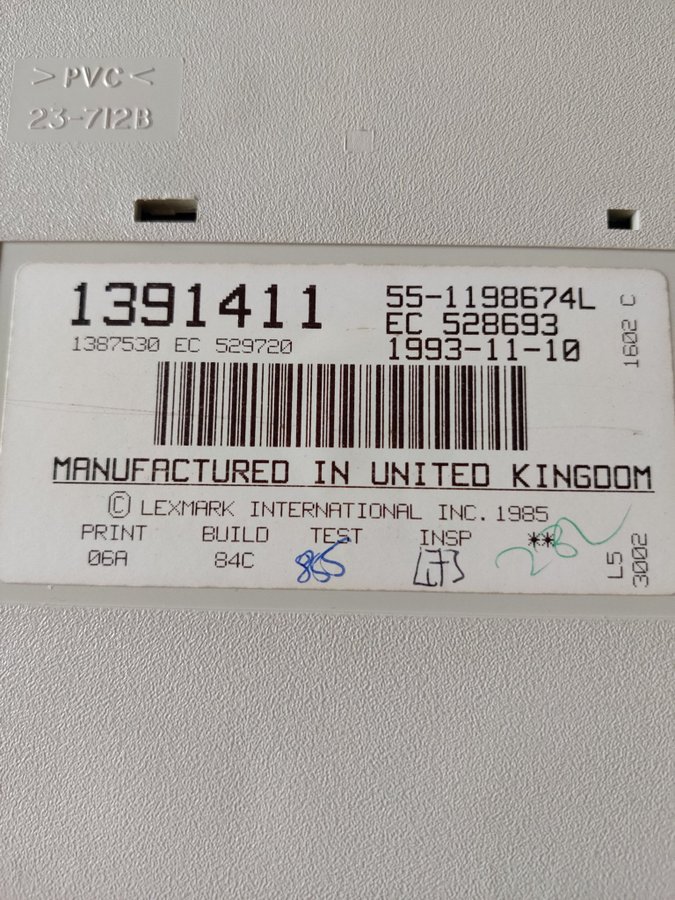 >PVC<
23-712B
1391411
1387530 EC 529720
55-1198674L
EC 528693
1993-11-10
1602 C
MANUFACTURED IN UNITED KINGDOM
© LEXMARK INTERNATIONAL INC. 1985
PRINT BUILD TEST INSP **
06A 84C 865
L5
3002